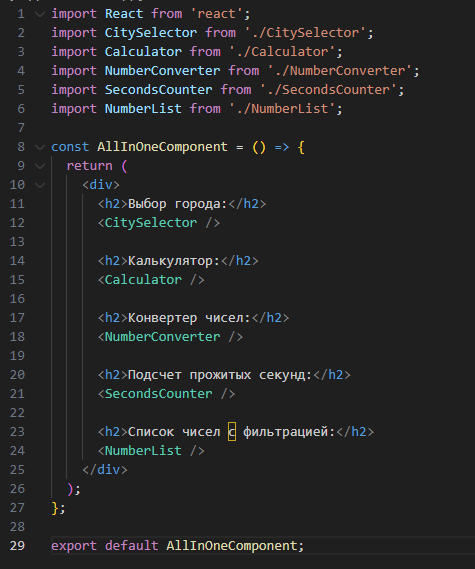 1 import React from 'react';
2 import CitySelector from './CitySelector';
3 import Calculator from './Calculator';
4 import NumberConverter from './NumberConverter';
5 import SecondsCounter from './SecondsCounter';
6 import NumberList from './NumberList';
7
8 const AllInOneComponent = () => {
9 return (
10 <div>
11 <h2>Выбор города:</h2>
12 <CitySelector />
13
14 <h2>Калькулятор:</h2>
15 <Calculator />
16
17 <h2>Конвертер чисел:</h2>
18 <NumberConverter />
19
20 <h2>Подсчет прожитых секунд:</h2>
21 <SecondsCounter />
22
23 <h2>Список чисел с фильтрацией:</h2>
24 <NumberList />
25 </div>
26 );
27 };
28
29 export default AllInOneComponent;